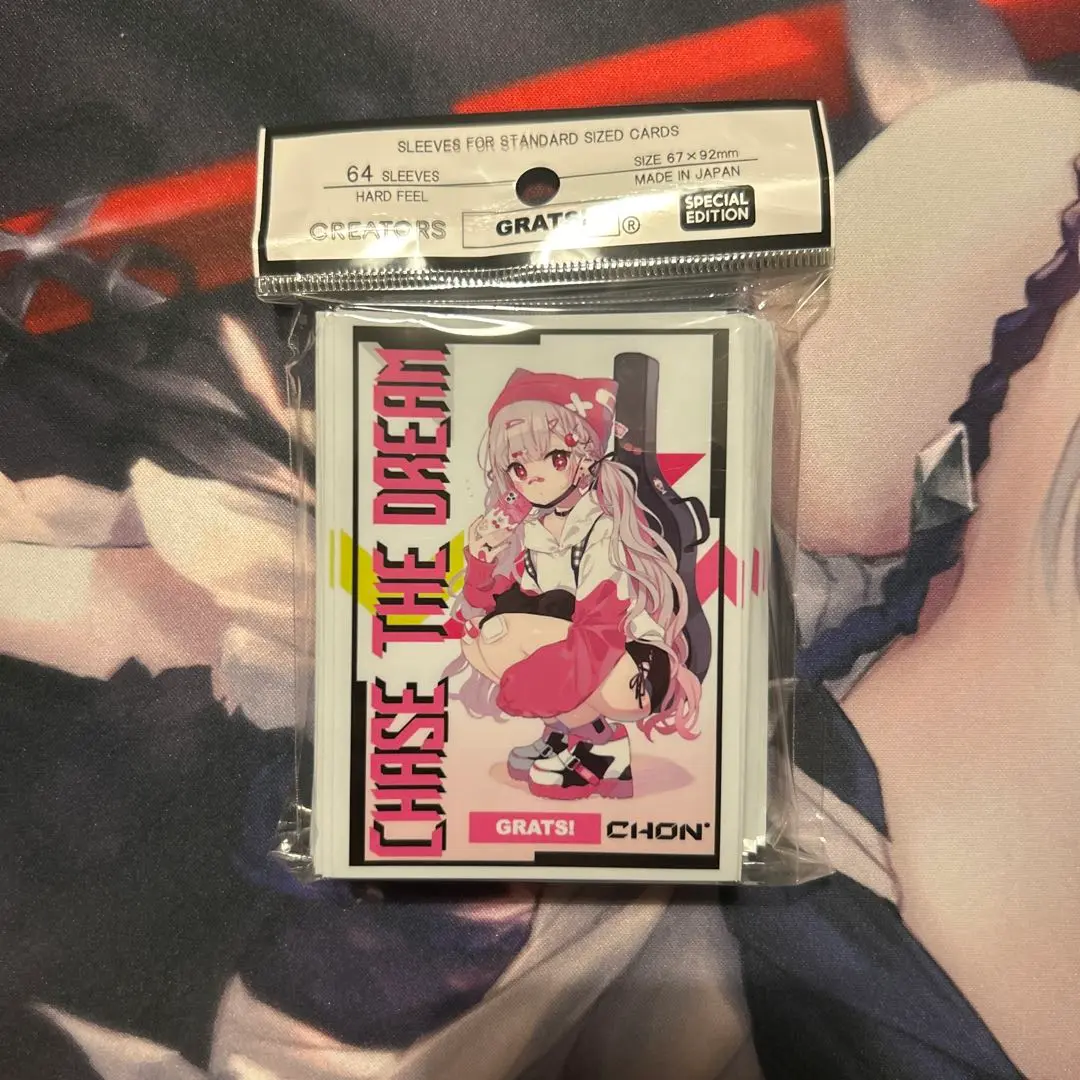 SLEEVES FOR STANDARD SIZED CARDS
64 SLEEVES
HARD FEEL
SIZE 67×92mm
MADE IN JAPAN
CREATORS
GRATS! ®
SPECIAL
EDITION
CHASE THE DREAM
GRATS!
CHON*